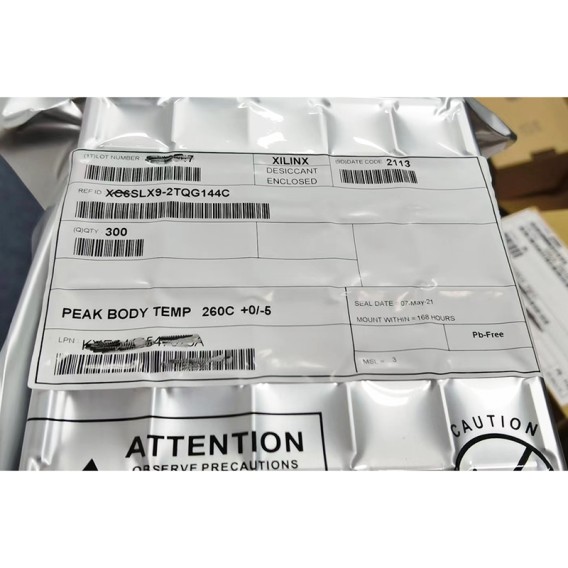 (1T)LOT NUMBER
XILINX
DESICCANT
ENCLOSED
(9D)DATE CODE 2113
REF ID XC6SLX9-2TQG144C
(Q)QTY 300
PEAK BODY TEMP 260C +0/-5
SEAL DATE = 07.May-21
MOUNT WITHIN = 168 HOURS
Pb-Free
LPN
MSL = 3
ATTENTION
OBSERVE PRECAUTIONS
CAUTION